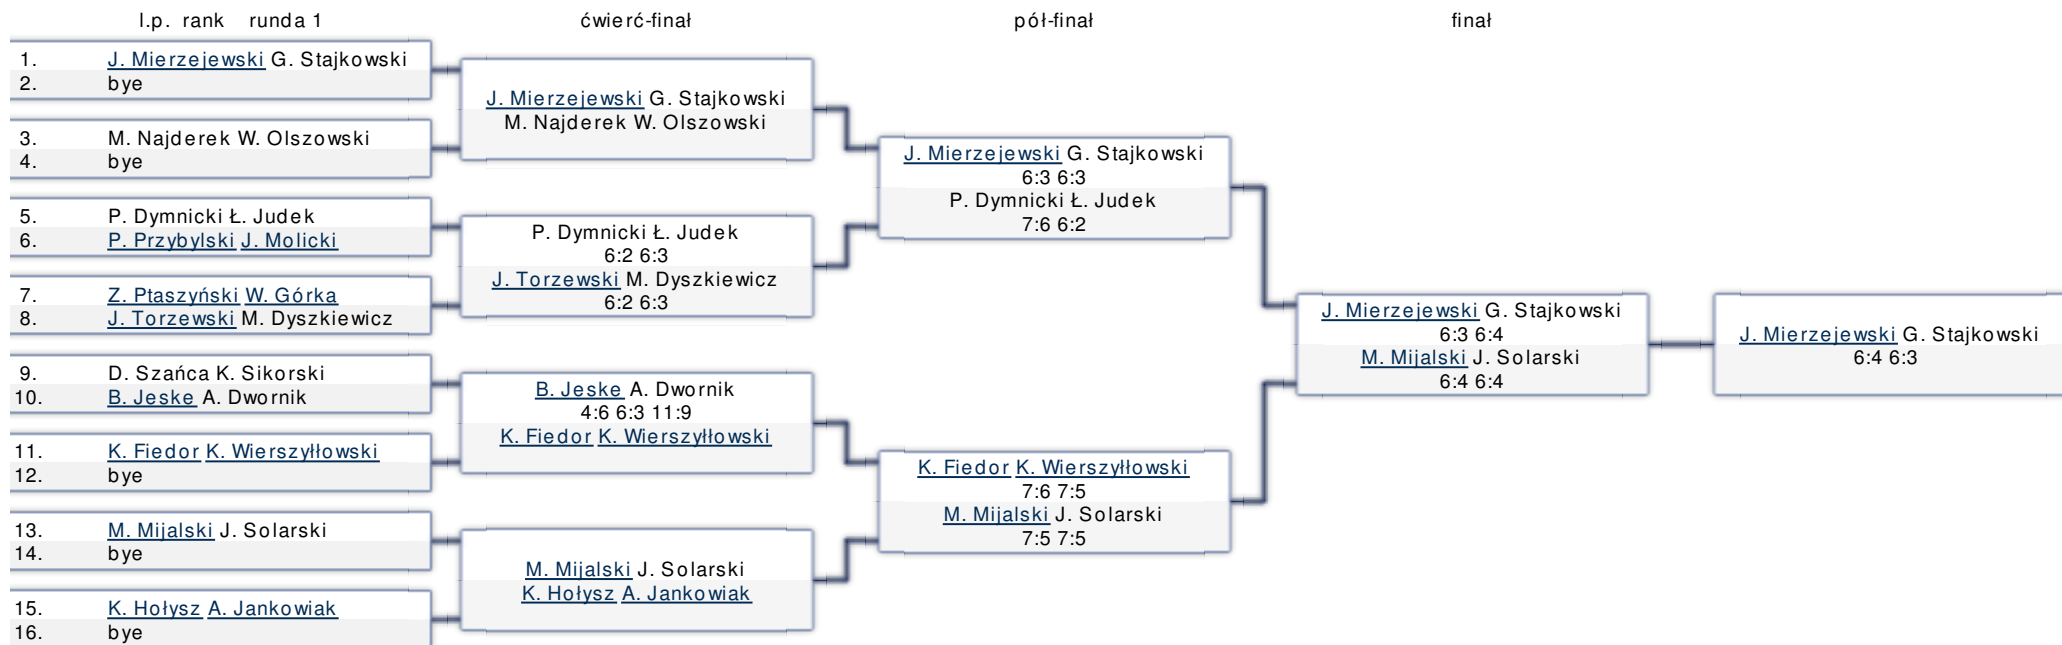 l.p. rank runda 1
ćwierć-finał
pół-finał
finał
1. J. Mierzejewski G. Stajkowski
2. bye
3. M. Najderek W. Olszowski
4. bye
5. P. Dymnicki Ł. Judek
6. P. Przybylski J. Molicki
7. Z. Ptaszyński W. Górka
8. J. Torzewski M. Dyszkiewicz
9. D. Szańca K. Sikorski
10. B. Jeske A. Dwornik
11. K. Fiedor K. Wierszyłłowski
12. bye
13. M. Mijalski J. Solarski
14. bye
15. K. Hołysz A. Jankowiak
16. bye
J. Mierzejewski G. Stajkowski
M. Najderek W. Olszowski
P. Dymnicki Ł. Judek
6:2 6:3
J. Torzewski M. Dyszkiewicz
6:2 6:3
B. Jeske A. Dwornik
4:6 6:3 11:9
K. Fiedor K. Wierszyłłowski
M. Mijalski J. Solarski
K. Hołysz A. Jankowiak
J. Mierzejewski G. Stajkowski
6:3 6:3
P. Dymnicki Ł. Judek
7:6 6:2
K. Fiedor K. Wierszyłłowski
7:6 7:5
M. Mijalski J. Solarski
7:5 7:5
J. Mierzejewski G. Stajkowski
6:3 6:4
M. Mijalski J. Solarski
6:4 6:4
J. Mierzejewski G. Stajkowski
6:4 6:3